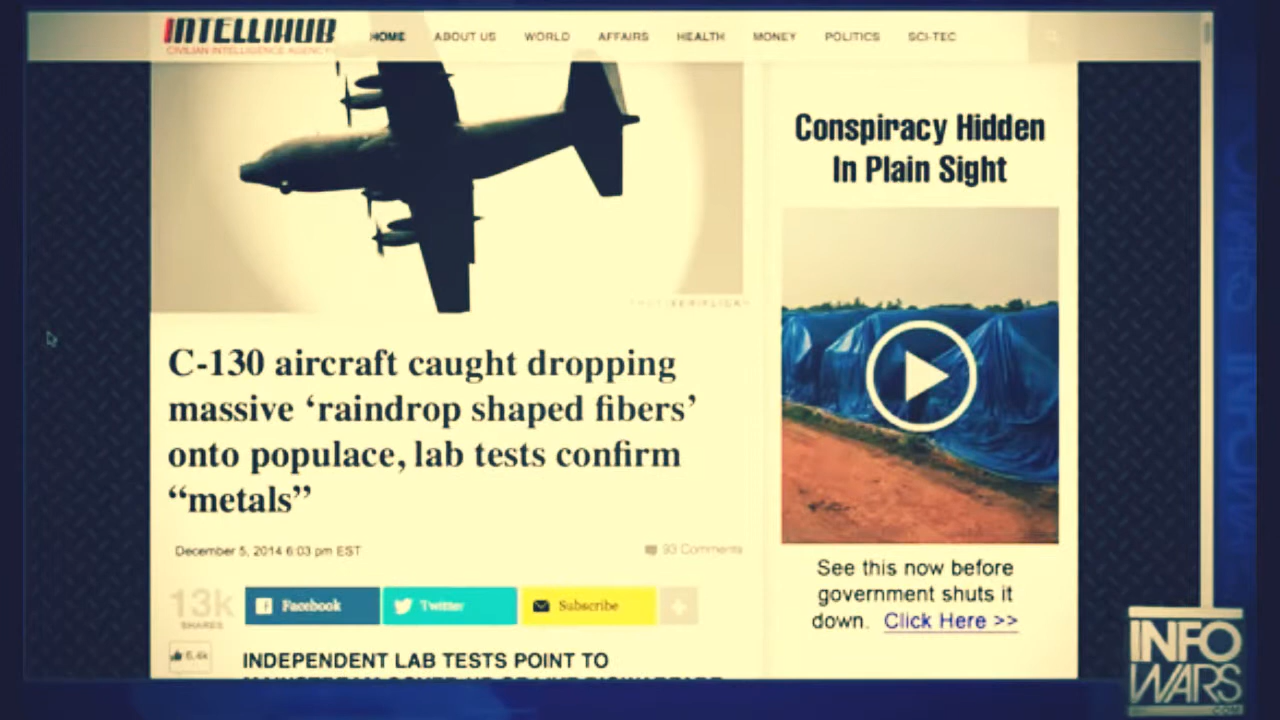 INTELLIHUB
CIVILIAN INTELLIGENCE AGENCY
HOME ABOUT US WORLD AFFAIRS HEALTH MONEY POLITICS SCI-TEC
Conspiracy Hidden
In Plain Sight
C-130 aircraft caught dropping
massive ‘raindrop shaped fibers’
onto populace, lab tests confirm
“metals”
December 5, 2014 6:03 pm EST
93 Comments
13k
SHARES
Facebook
Twitter
Subscribe
+
6.4k
INDEPENDENT LAB TESTS POINT TO
See this now before
government shuts it
down. Click Here >>
INFO
WARS
.COM